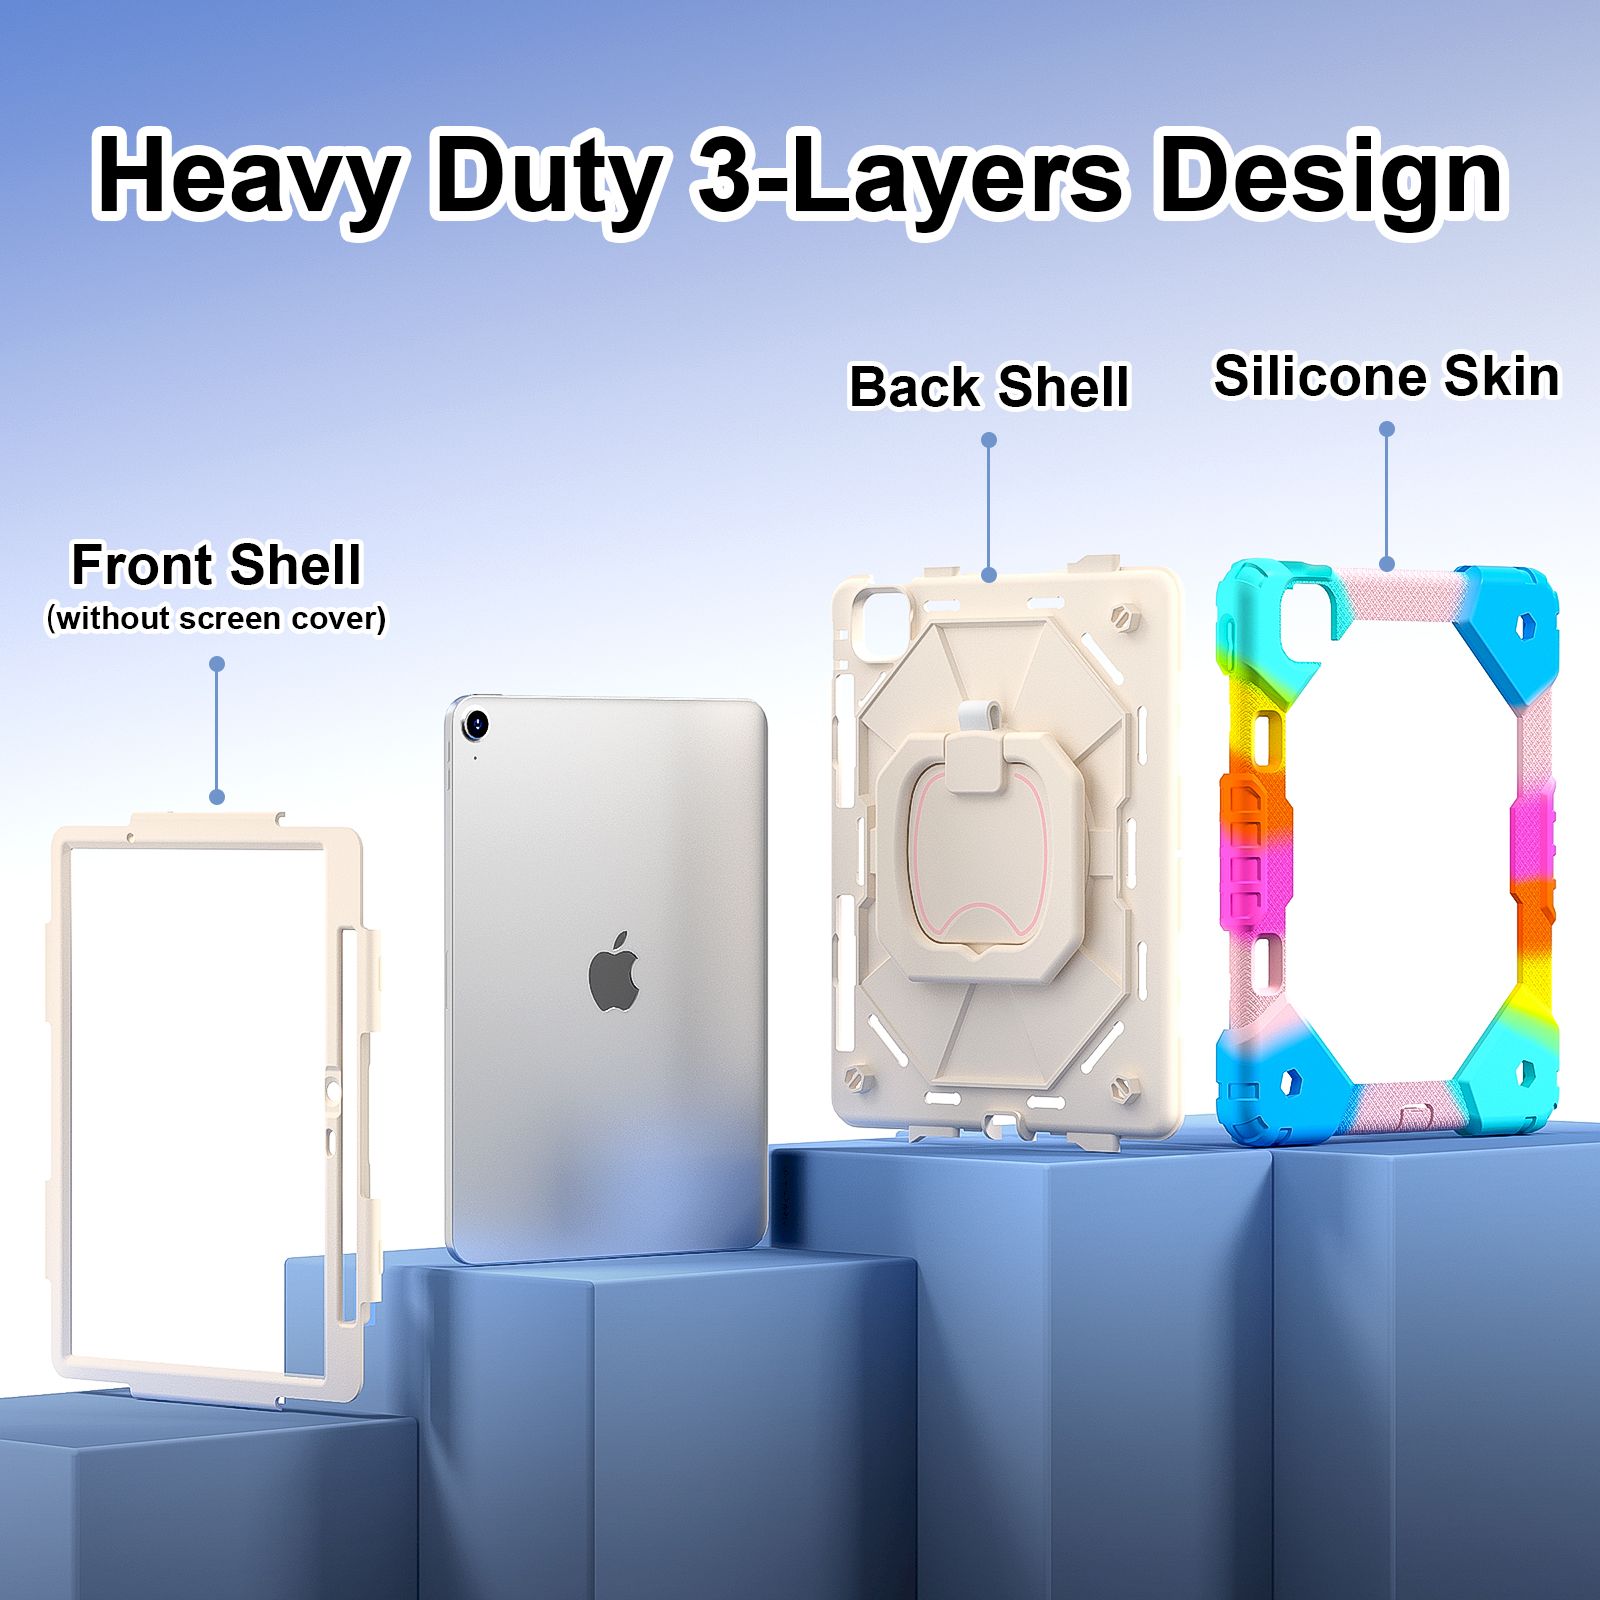 Heavy Duty 3-Layers Design
Back Shell
Silicone Skin
Front Shell
(without screen cover)